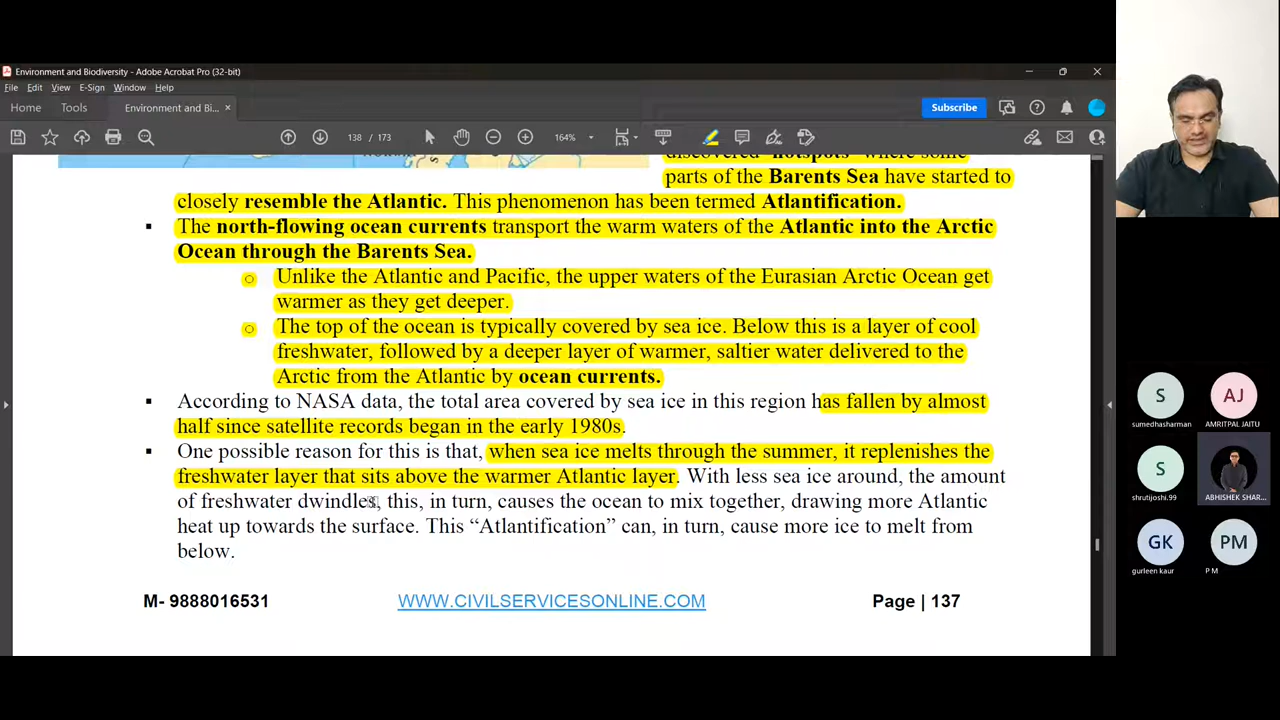 Environment and Biodiversity - Adobe Acrobat Pro (32-bit)
File Edit View E-Sign Window Help
Home Tools Environment and Bi... × Subscribe
138 / 173 164%
discovered "hotspots" where some
parts of the Barents Sea have started to
closely resemble the Atlantic. This phenomenon has been termed Atlantification.
▪ The north-flowing ocean currents transport the warm waters of the Atlantic into the Arctic
Ocean through the Barents Sea.
o Unlike the Atlantic and Pacific, the upper waters of the Eurasian Arctic Ocean get
warmer as they get deeper.
o The top of the ocean is typically covered by sea ice. Below this is a layer of cool
freshwater, followed by a deeper layer of warmer, saltier water delivered to the
Arctic from the Atlantic by ocean currents.
▪ According to NASA data, the total area covered by sea ice in this region has fallen by almost
half since satellite records began in the early 1980s.
▪ One possible reason for this is that, when sea ice melts through the summer, it replenishes the
freshwater layer that sits above the warmer Atlantic layer. With less sea ice around, the amount
of freshwater dwindles, this, in turn, causes the ocean to mix together, drawing more Atlantic
heat up towards the surface. This “Atlantification” can, in turn, cause more ice to melt from
below.
M- 9888016531 WWW.CIVILSERVICESONLINE.COM Page | 137
S AJ
sumedhasharman AMRITPAL JAITU
S
shrutijoshi.99 ABHISHEK SHAR...
GK PM
gurleen kaur P M